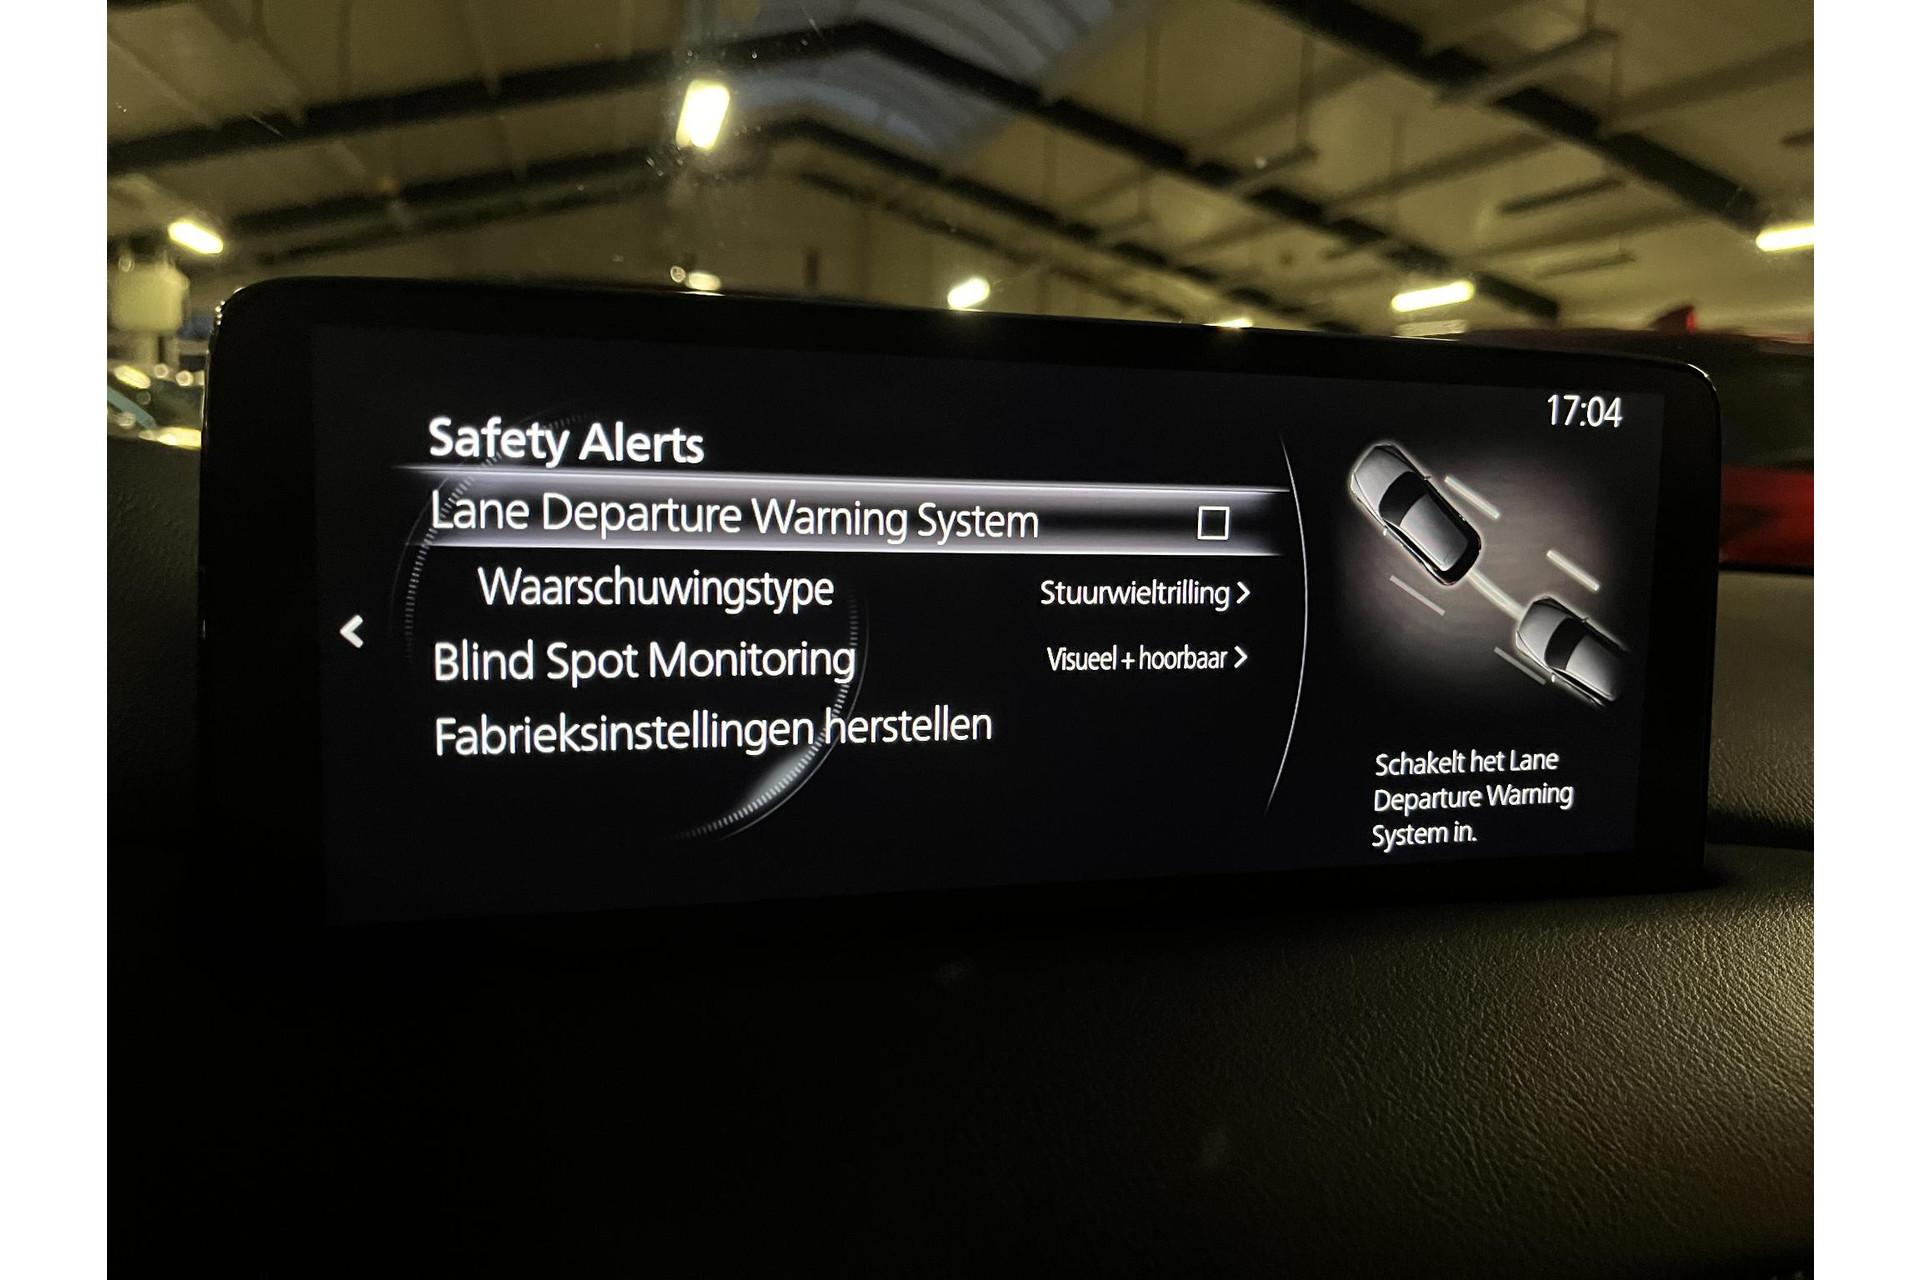 17:04
Safety Alerts
Lane Departure Warning System
Waarschuwingstype Stuurwieltrilling
Blind Spot Monitoring Visueel + hoorbaar
Fabrieksinstellingen herstellen
Schakelt het Lane
Departure Warning
System in.